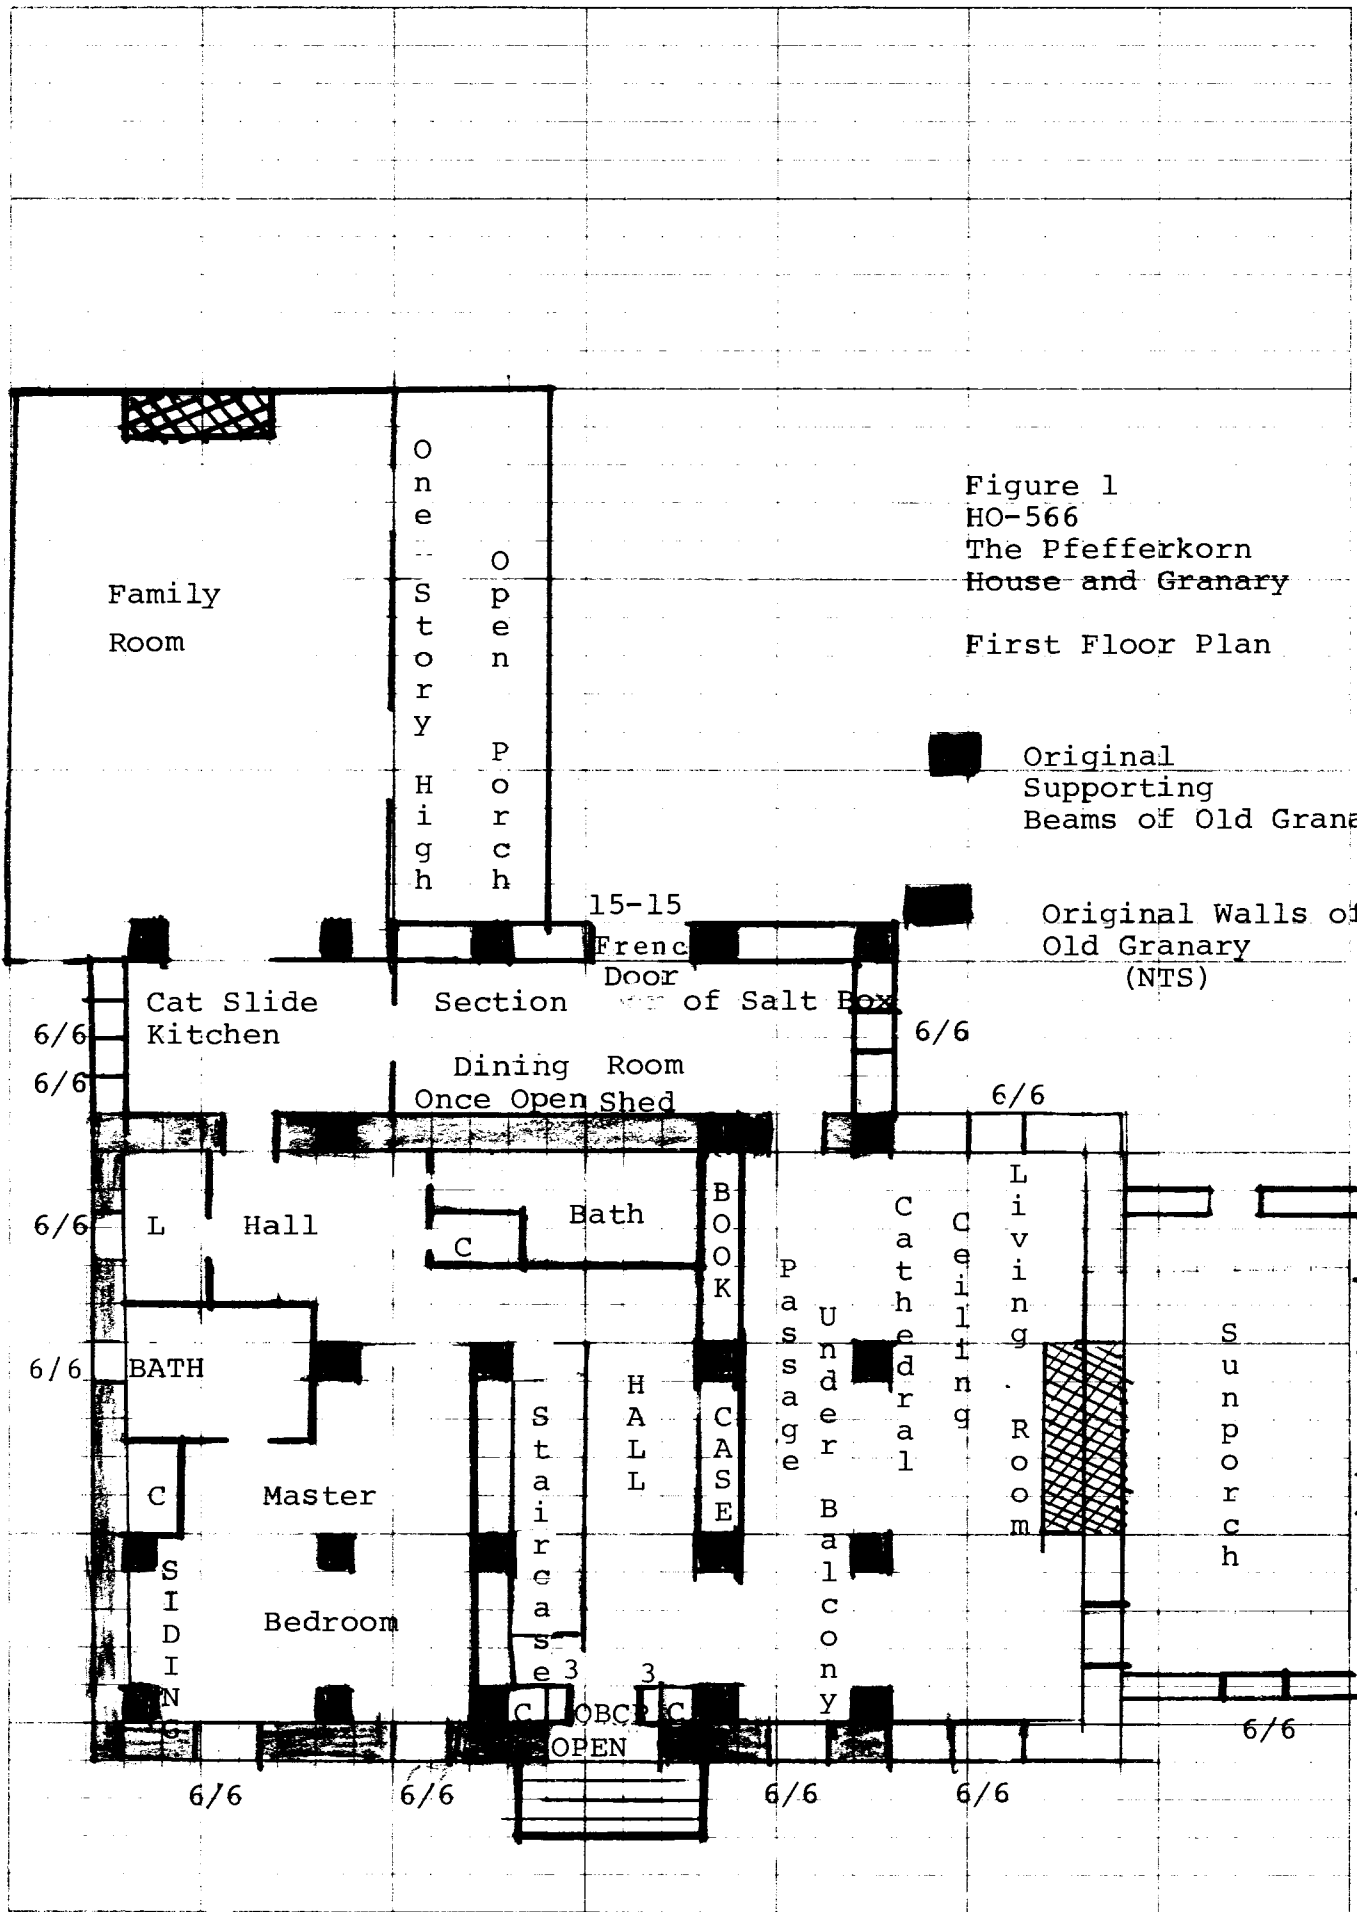 Figure 1
HO-566
The Pfefferkorn
House and Granary
First Floor Plan
Original
Supporting
Beams of Old Grana
Original Walls of
Old Granary
(NTS)
Family
Room
One Story High
Open Porch
15-15
Frenc
Door
Cat Slide
Kitchen
Section of Salt Box
6/6
6/6
6/6
Dining Room
Once Open Shed
6/6
6/6
L
Hall
C
Bath
BOOK
CASE
Passage
Under Balcony
Cathedral
Ceiling
Living Room
Sunporch
6/6
BATH
Staircase
HALL
C
Master
Bedroom
SIDING
3
3
C
OBCP
C
OPEN
6/6
6/6
6/6
6/6
6/6